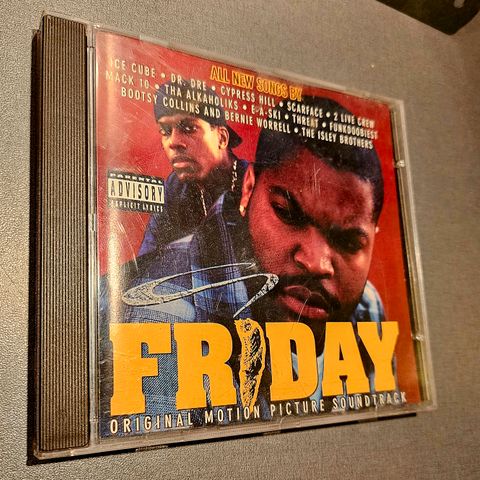 ALL NEW SONGS BY
ICE CUBE • DR. DRE • CYPRESS HILL • SCARFACE • 2 LIVE CREW
MACK 10 • THA ALKAHOLIKS • E-A-SKI • THREAT • FUNKDOOBIEST
BOOTSY COLLINS AND BERNIE WORRELL • THE ISLEY BROTHERS
PARENTAL
ADVISORY
EXPLICIT LYRICS
FRIDAY
ORIGINAL MOTION PICTURE SOUNDTRACK